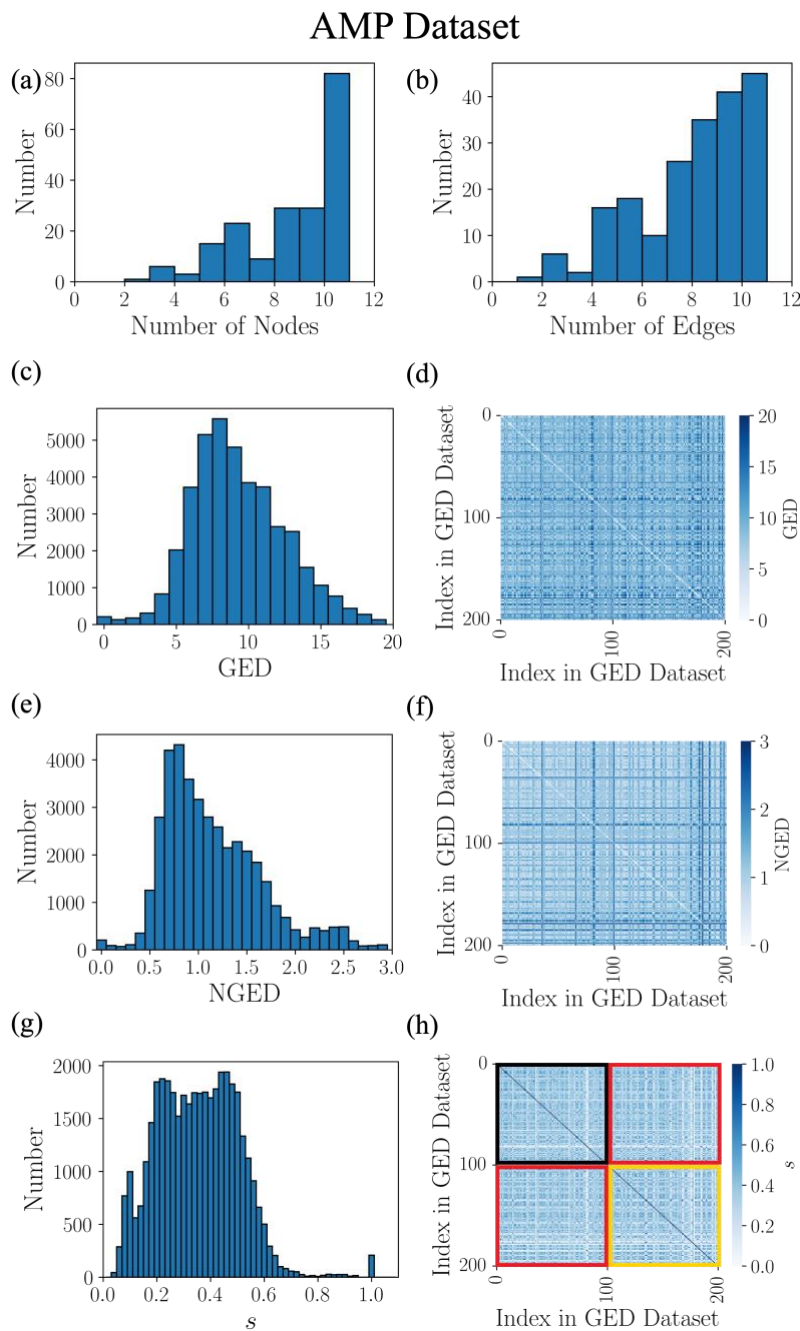 AMP Dataset
(a)
80
60
40
20
0
Number
0 2 4 6 8 10 12
Number of Nodes
(b)
40
30
20
10
0
Number
0 2 4 6 8 10 12
Number of Edges
(c)
5000
4000
3000
2000
1000
0
Number
0 5 10 15 20
GED
(d)
0
100
200
Index in GED Dataset
0 100 200
Index in GED Dataset
20
15
10
5
0
GED
(e)
4000
3000
2000
1000
0
Number
0.0 0.5 1.0 1.5 2.0 2.5 3.0
NGED
(f)
0
100
200
Index in GED Dataset
0 100 200
Index in GED Dataset
3
2
1
0
NGED
(g)
2000
1500
1000
500
0
Number
0.2 0.4 0.6 0.8 1.0
s
(h)
0
100
200
Index in GED Dataset
0 100 200
Index in GED Dataset
1.0
0.8
0.6
0.4
0.2
0.0
s